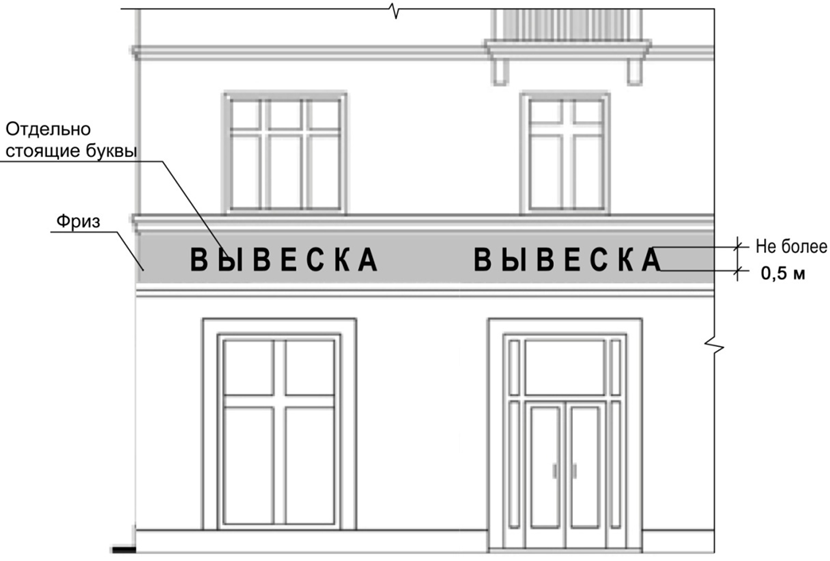 Отдельно
стоящие буквы
Фриз
ВЫВЕСКА ВЫВЕСКА
Не более
0,5 м